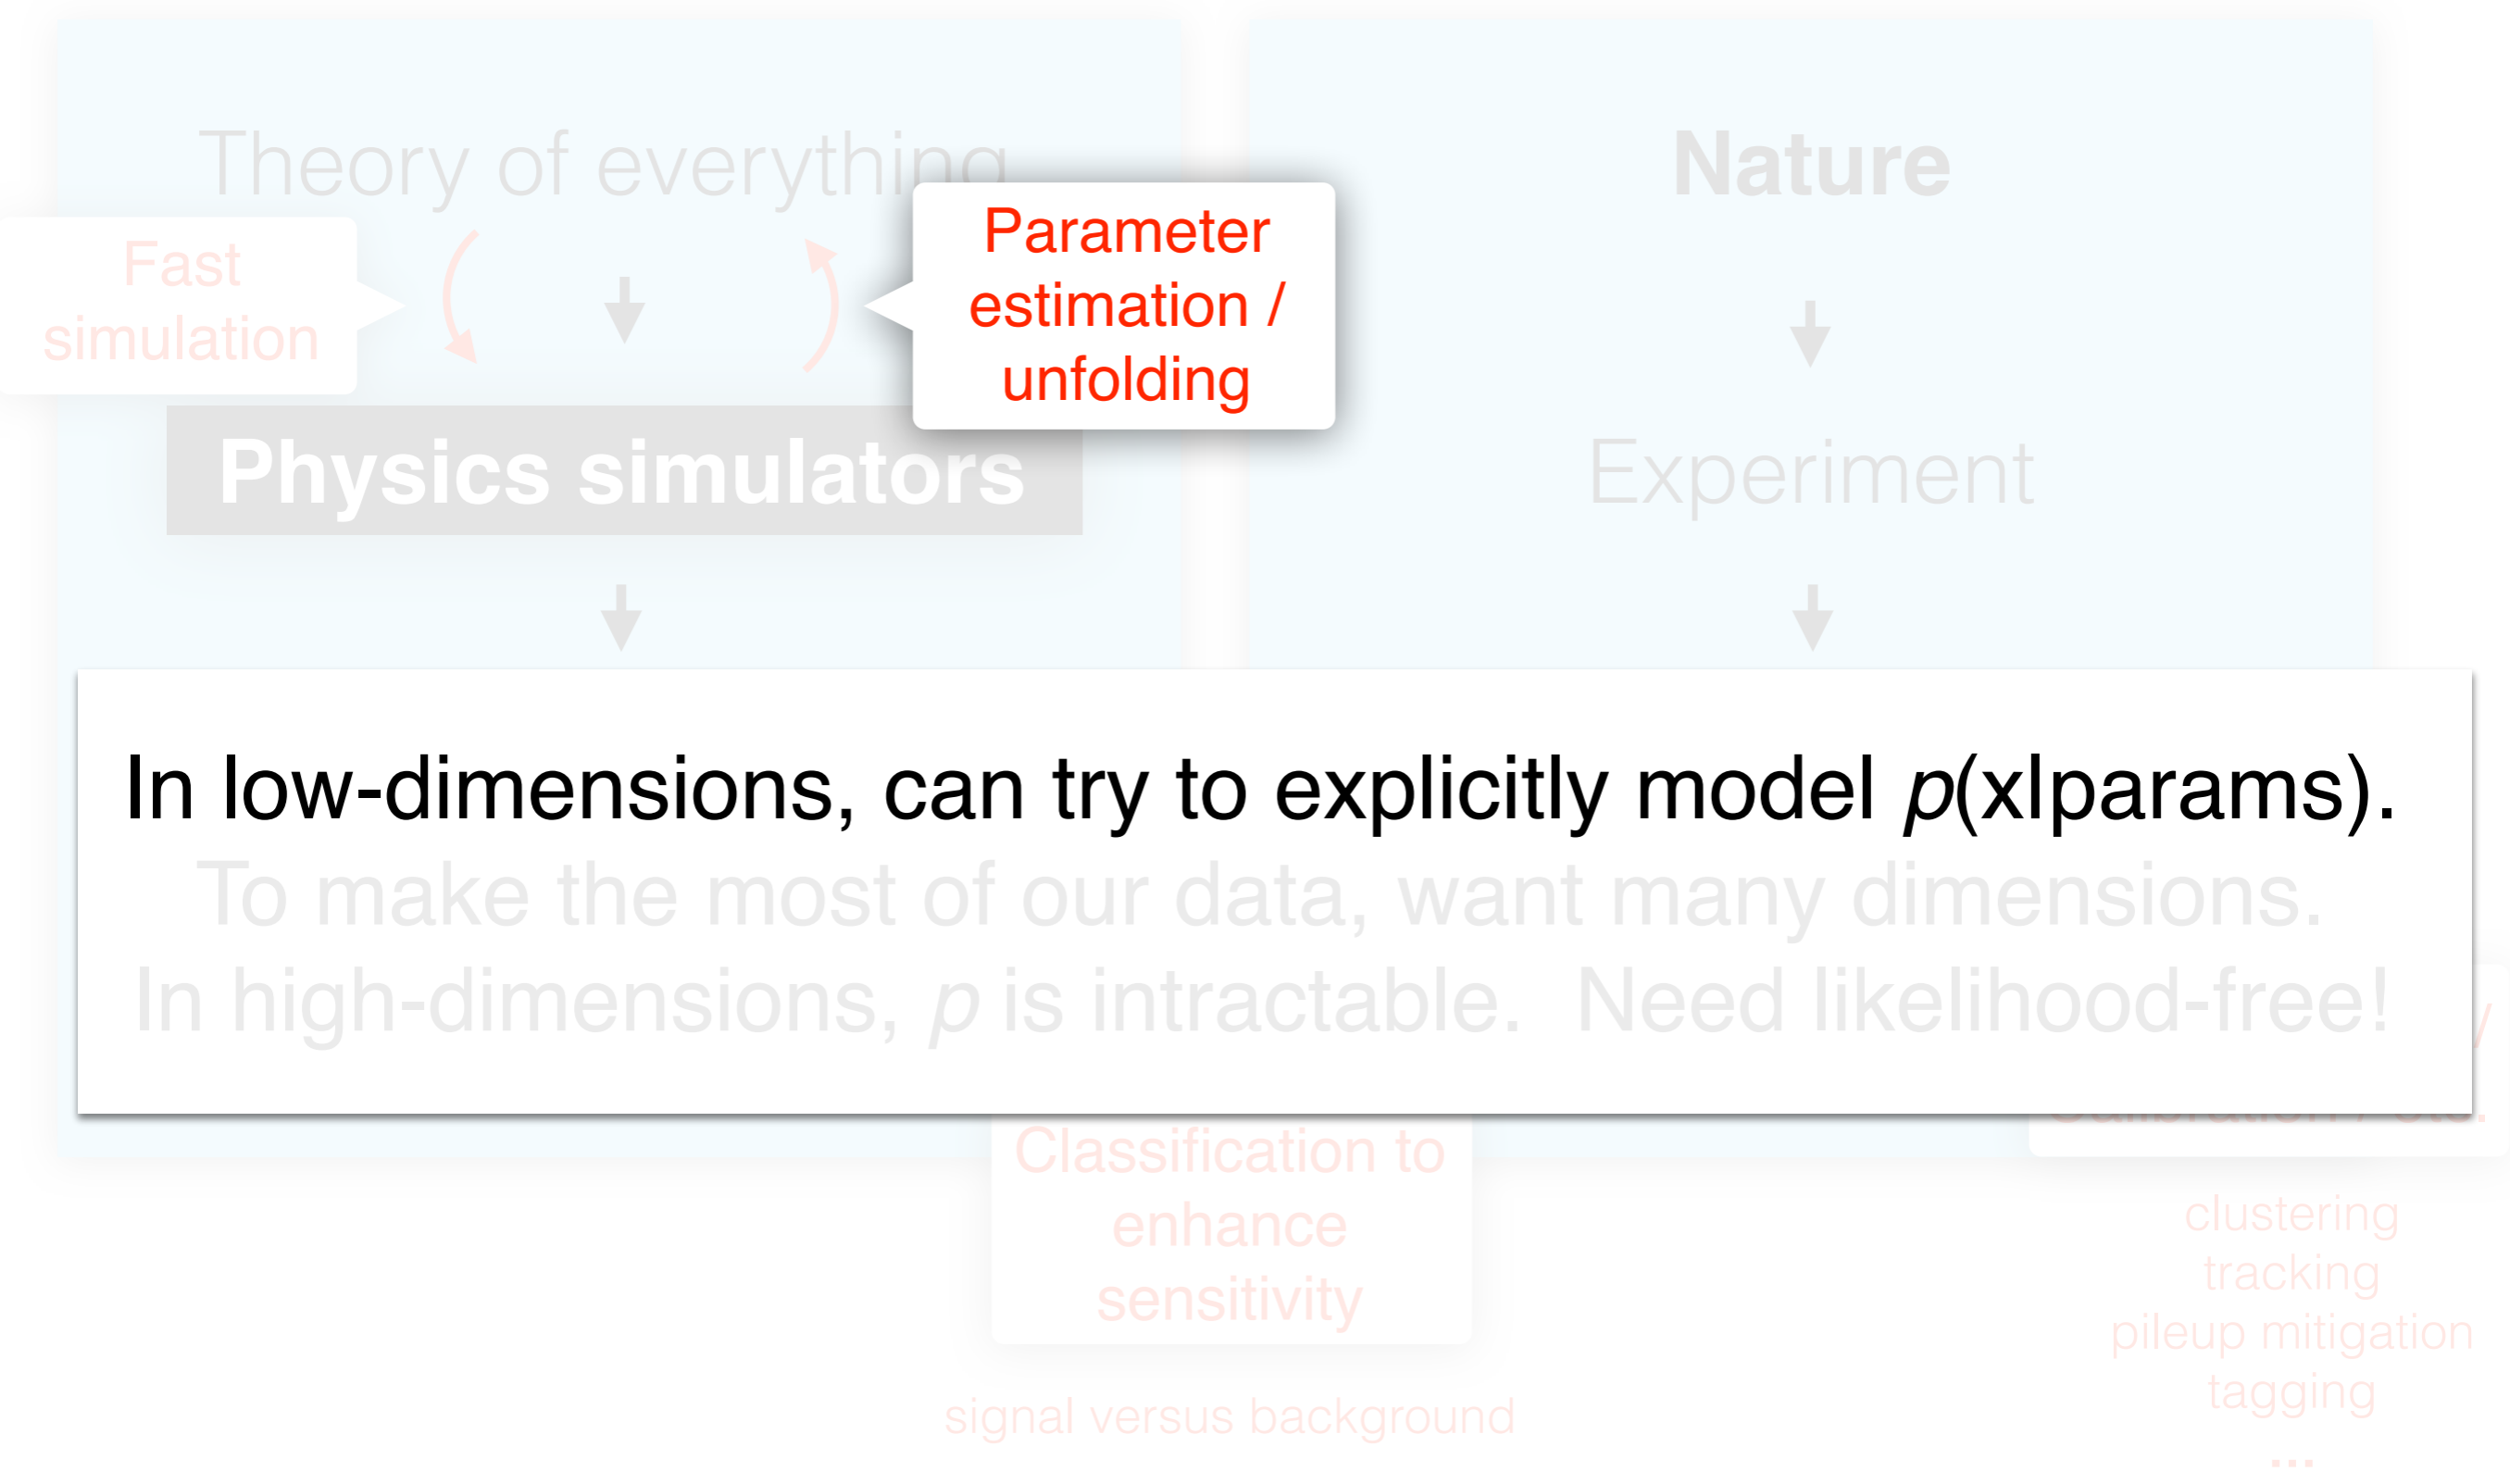 Theory of everything
Nature
Parameter
estimation /
unfolding
Fast
simulation
Physics simulators
Experiment
In low-dimensions, can try to explicitly model p(x|params).
To make the most of our data, want many dimensions.
In high-dimensions, p is intractable. Need likelihood-free!
Classification to
enhance
sensitivity
signal versus background
clustering
tracking
pileup mitigation
tagging
...